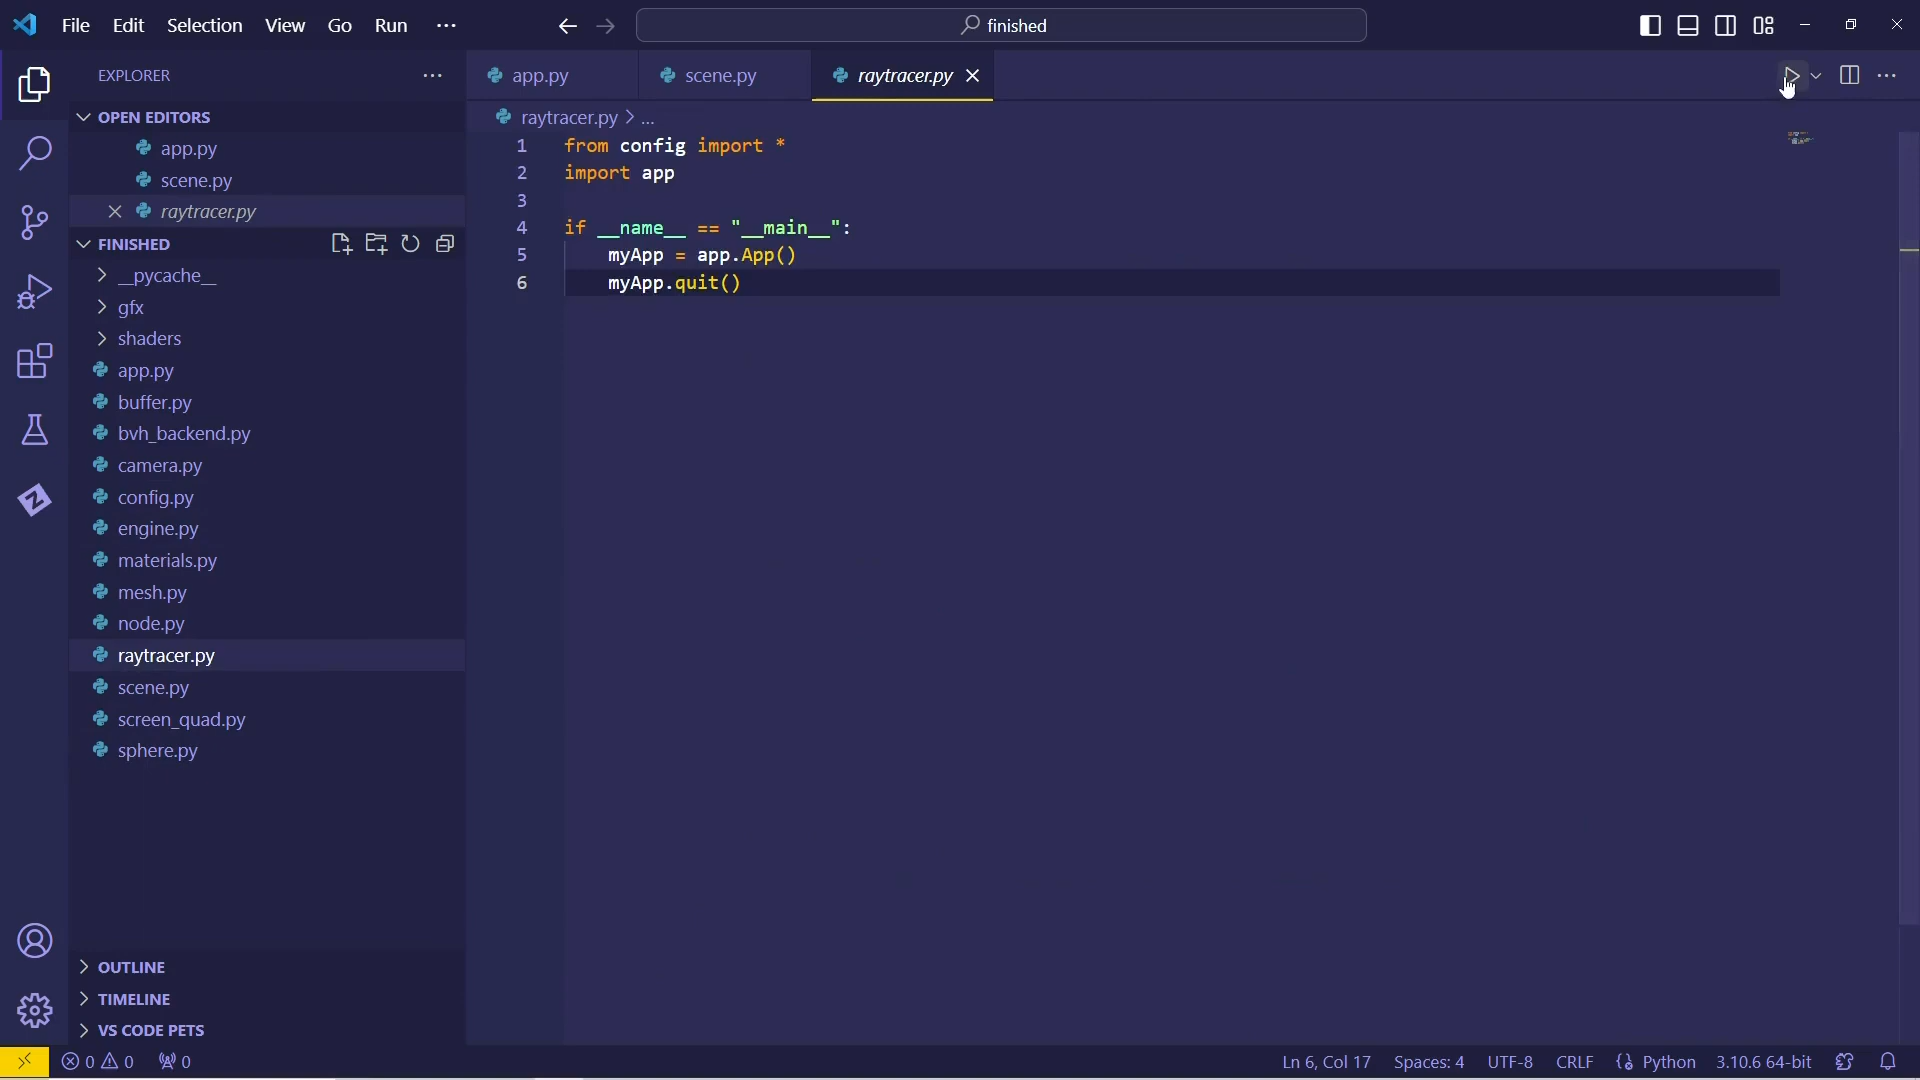 File Edit Selection View Go Run ···
finished
EXPLORER ···
OPEN EDITORS
app.py
scene.py
raytracer.py
FINISHED
__pycache__
gfx
shaders
app.py
buffer.py
bvh_backend.py
camera.py
config.py
engine.py
materials.py
mesh.py
node.py
raytracer.py
scene.py
screen_quad.py
sphere.py
OUTLINE
TIMELINE
VS CODE PETS
app.py scene.py raytracer.py
raytracer.py > ...
1 from config import *
2 import app
3
4 if __name__ == "__main__":
5 myApp = app.App()
6 myApp.quit()
0 0 0 Ln 6, Col 17 Spaces: 4 UTF-8 CRLF Python 3.10.6 64-bit